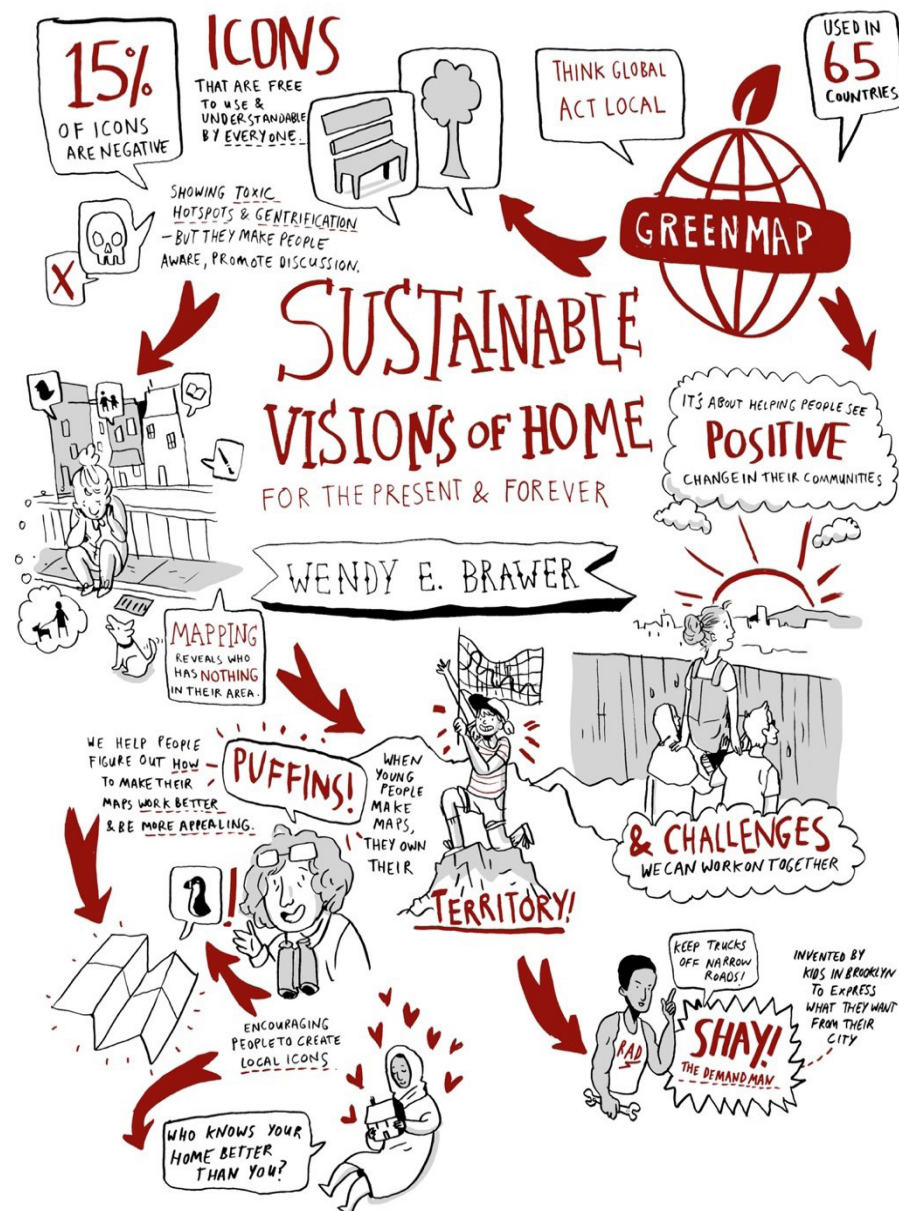 15%
OF ICONS
ARE NEGATIVE
ICONS
THAT ARE FREE
TO USE &
UNDERSTANDABLE
BY EVERYONE.
THINK GLOBAL
ACT LOCAL
USED IN
65
COUNTRIES
GREEN MAP
SHOWING TOXIC
HOTSPOTS & GENTRIFICATION
– BUT THEY MAKE PEOPLE
AWARE, PROMOTE DISCUSSION.
X
SUSTAINABLE
VISIONS OF HOME
FOR THE PRESENT & FOREVER
WENDY E. BRAWER
IT'S ABOUT HELPING PEOPLE SEE
POSITIVE
CHANGE IN THEIR COMMUNITIES
& CHALLENGES
WE CAN WORK ON TOGETHER
MAPPING
REVEALS WHO
HAS NOTHING
IN THEIR AREA.
WE HELP PEOPLE
FIGURE OUT HOW
TO MAKE THEIR
MAPS WORK BETTER
& BE MORE APPEALING.
PUFFINS!
!
WHEN
YOUNG
PEOPLE
MAKE
MAPS,
THEY OWN
THEIR
TERRITORY!
ENCOURAGING
PEOPLE TO CREATE
LOCAL ICONS
WHO KNOWS YOUR
HOME BETTER
THAN YOU?
KEEP TRUCKS
OFF NARROW
ROADS!
RAD
SHAY!
THE DEMAND MAN
INVENTED BY
KIDS IN BROOKLYN
TO EXPRESS
WHAT THEY WANT
FROM THEIR
CITY